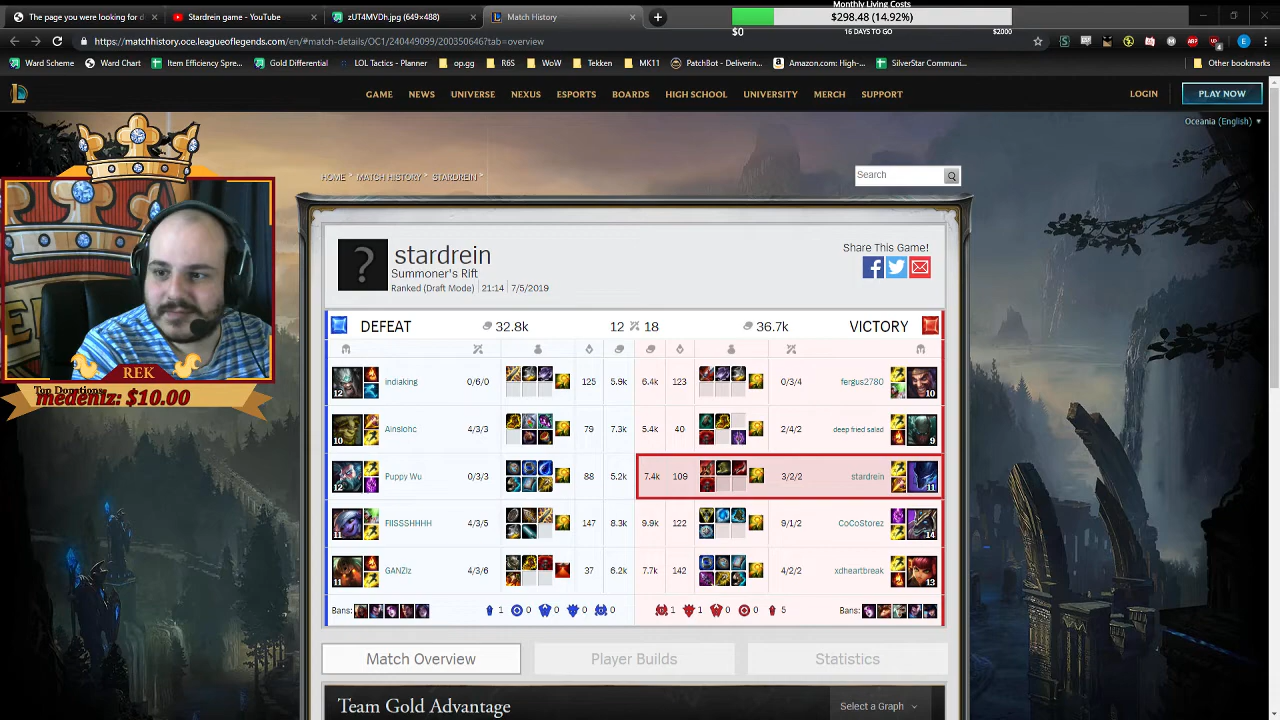 The page you were looking for d
Stardrein game - YouTube
zUT4MVDh.jpg (649×488)
Match History
Monthly Living Costs
$298.48 (14.92%)
$0
16 DAYS TO GO
$2000
https://matchhistory.oce.leagueoflegends.com/en/#match-details/OC1/240449099/200350646?tab=overview
Ward Scheme
Ward Chart
Item Efficiency Spre...
Gold Differential
LOL Tactics - Planner
op.gg
R6S
WoW
Tekken
MK11
PatchBot - Deliverin...
Amazon.com: High-...
SilverStar Communi...
Other bookmarks
GAME NEWS UNIVERSE NEXUS ESPORTS BOARDS HIGH SCHOOL UNIVERSITY MERCH SUPPORT
LOGIN
PLAY NOW
Oceania (English)
HOME MATCH HISTORY STARDREIN
Search
stardrein
Summoner's Rift
Ranked (Draft Mode) 21:14 7/5/2019
Share This Game!
DEFEAT 32.8k 12 18 36.7k VICTORY
12 indiaking 0/6/0 125 5.9k 6.4k 123 0/3/4 fergus2780 10
10 Ainslohc 4/3/3 79 7.3k 5.4k 40 2/4/2 deep fried salad 9
12 Puppy Wu 0/3/3 88 5.2k 7.4k 109 3/2/2 stardrein 11
11 FIISSSHHHH 4/3/5 147 8.3k 9.9k 122 9/1/2 CoCoStorez 14
11 GANZIz 4/3/6 37 6.2k 7.7k 142 4/2/2 xdheartbreak 13
Bans: 1 0 0 0 0 1 1 0 0 5 Bans:
Match Overview
Player Builds
Statistics
Team Gold Advantage
Select a Graph
REK
Top Donations:
medeniz: $10.00